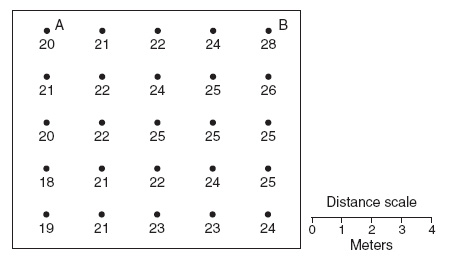 A B
20 21 22 24 28
21 22 24 25 26
20 22 25 25 25
18 21 22 24 25
19 21 23 23 24
Distance scale
0 1 2 3 4
Meters